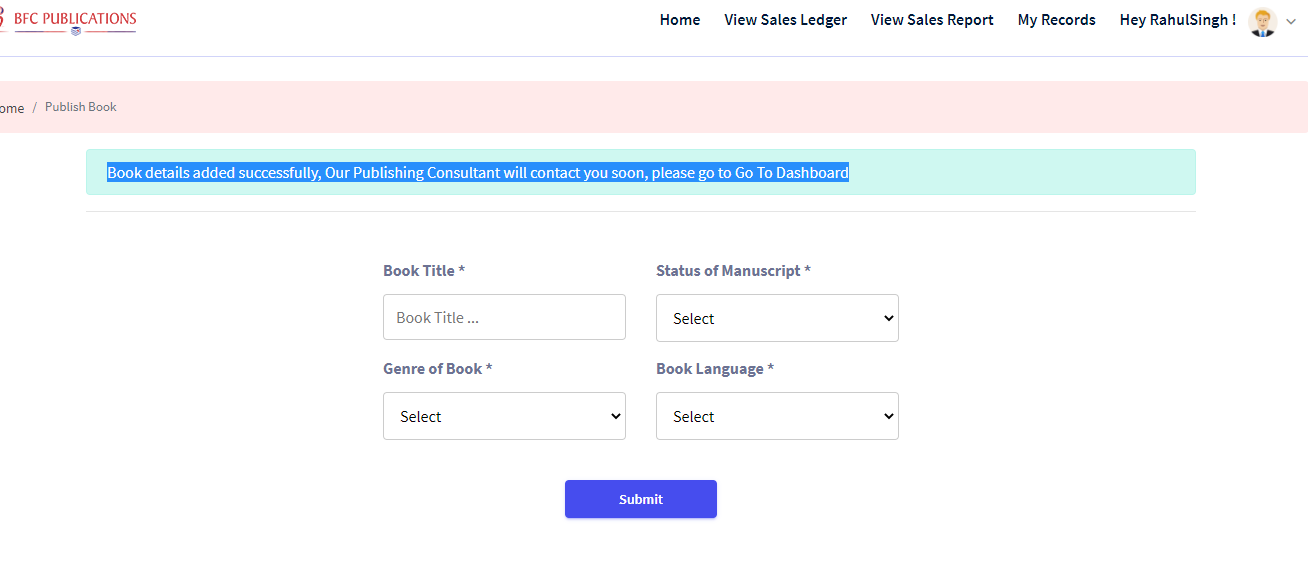 BFC PUBLICATIONS
Home View Sales Ledger View Sales Report My Records Hey RahulSingh !
ome / Publish Book
Book details added successfully, Our Publishing Consultant will contact you soon, please go to Go To Dashboard
Book Title * Status of Manuscript *
Book Title ... Select
Genre of Book * Book Language *
Select Select
Submit